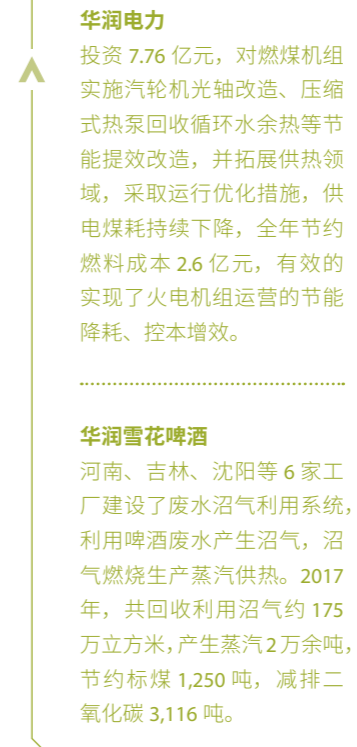 华润电力
投资 7.76 亿元，对燃煤机组
实施汽轮机光轴改造、压缩
式热泵回收循环水余热等节
能提效改造，并拓展供热领
域，采取运行优化措施，供
电煤耗持续下降，全年节约
燃料成本 2.6 亿元，有效的
实现了火电机组运营的节能
降耗、控本增效。
华润雪花啤酒
河南、吉林、沈阳等 6 家工
厂建设了废水沼气利用系统，
利用啤酒废水产生沼气，沼
气燃烧生产蒸汽供热。2017
年，共回收利用沼气约 175
万立方米，产生蒸汽 2 万余吨，
节约标煤 1,250 吨，减排二
氧化碳 3,116 吨。